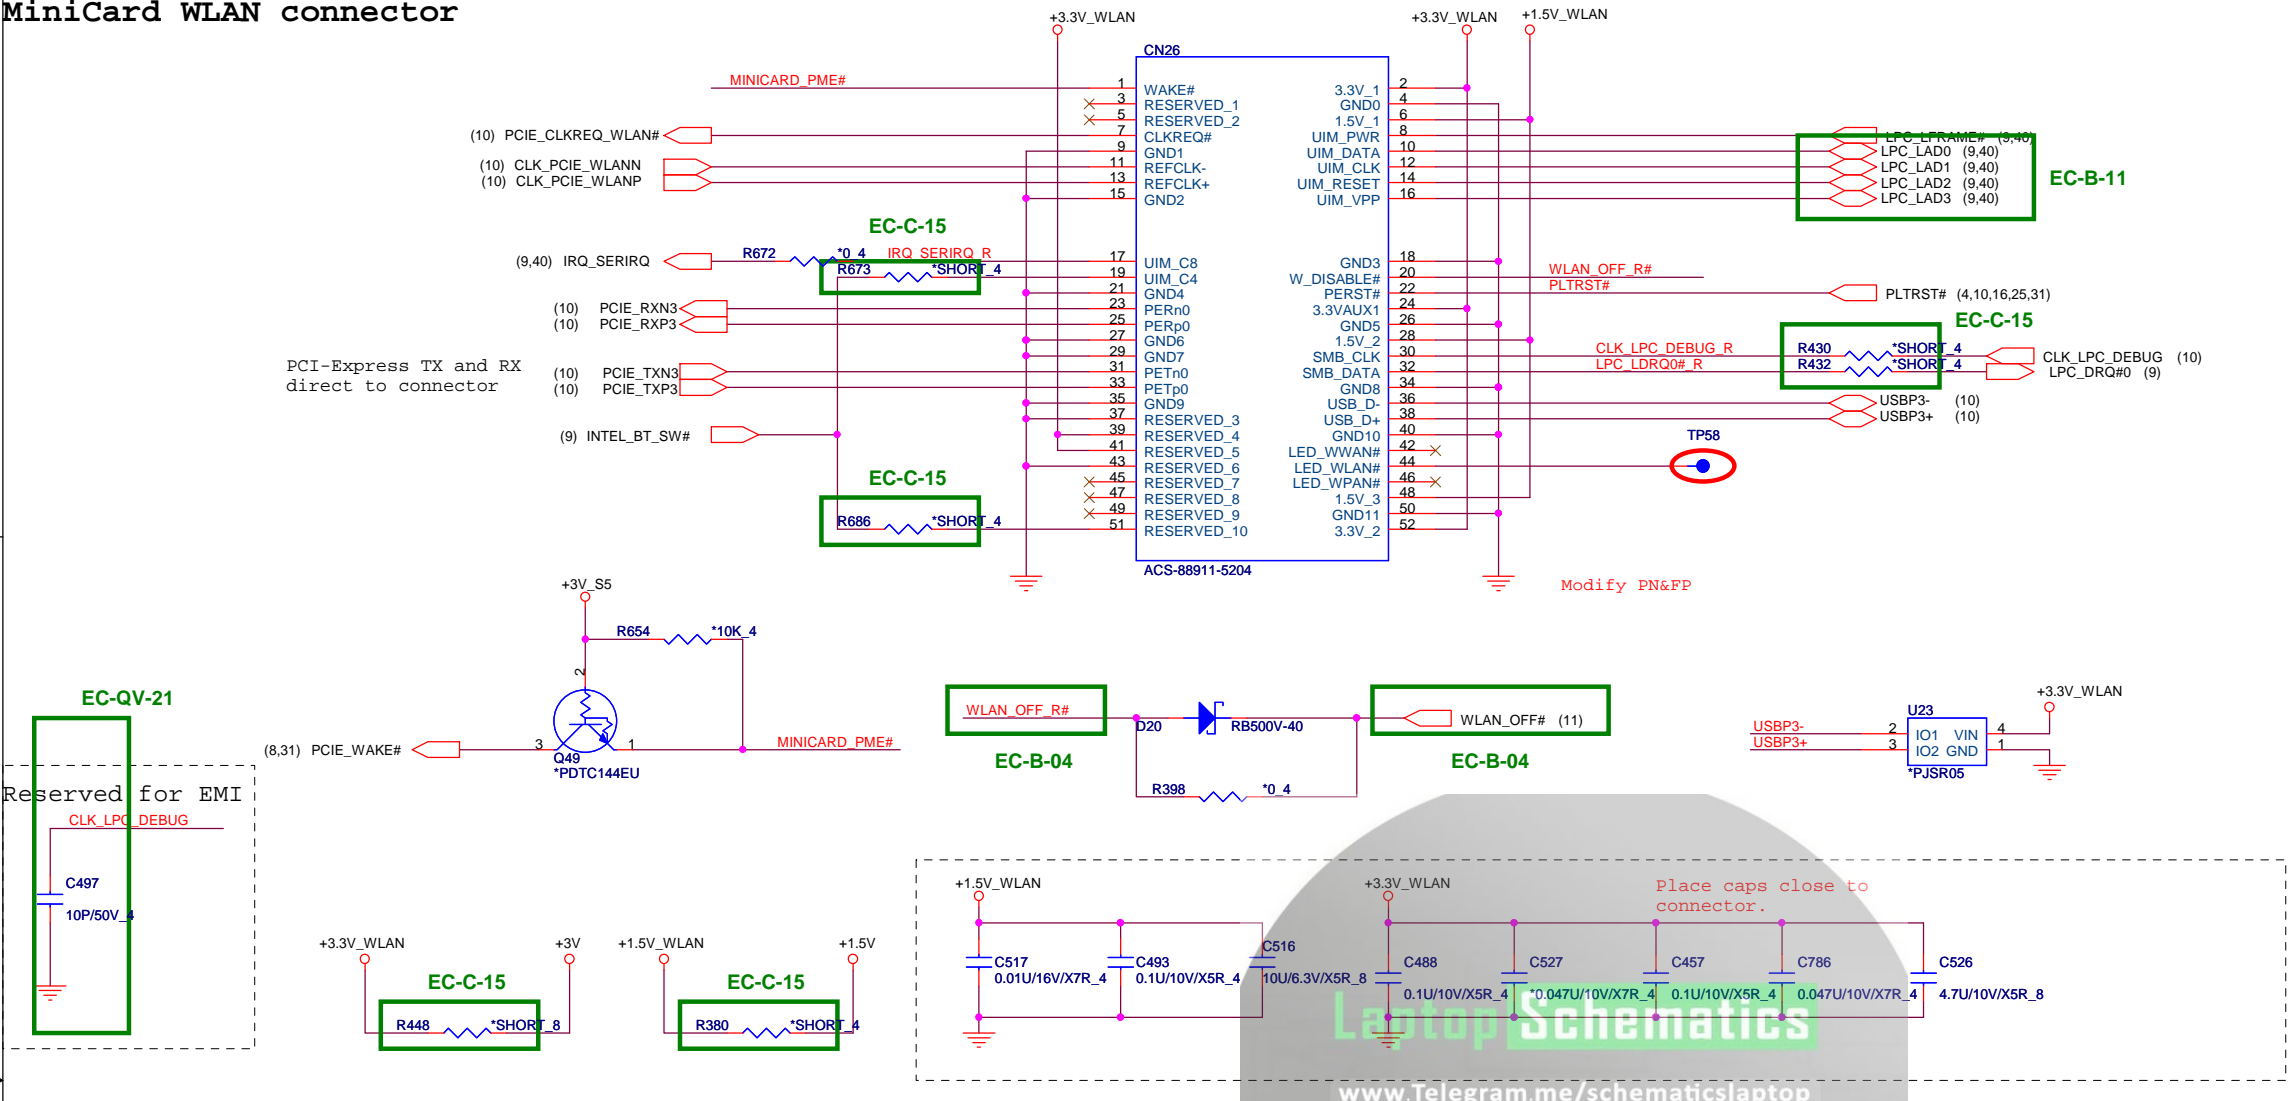 MiniCard WLAN connector
+3.3V_WLAN
+3.3V_WLAN
+1.5V_WLAN
CN26
MINICARD_PME#
1 WAKE#
3 RESERVED_1
5 RESERVED_2
7 CLKREQ#
9 GND1
11 REFCLK-
13 REFCLK+
15 GND2
17 UIM_C8
19 UIM_C4
21 GND4
23 PERn0
25 PERp0
27 GND6
29 GND7
31 PETn0
33 PETp0
35 GND9
37 RESERVED_3
39 RESERVED_4
41 RESERVED_5
43 RESERVED_6
45 RESERVED_7
47 RESERVED_8
49 RESERVED_9
51 RESERVED_10
3.3V_1 2
GND0 4
1.5V_1 6
UIM_PWR 8
UIM_DATA 10
UIM_CLK 12
UIM_RESET 14
UIM_VPP 16
GND3 18
W_DISABLE# 20
PERST# 22
3.3VAUX1 24
GND5 26
1.5V_2 28
SMB_CLK 30
SMB_DATA 32
GND8 34
USB_D- 36
USB_D+ 38
GND10 40
LED_WWAN# 42
LED_WLAN# 44
LED_WPAN# 46
1.5V_3 48
GND11 50
3.3V_2 52
ACS-88911-5204
(10) PCIE_CLKREQ_WLAN#
(10) CLK_PCIE_WLANN
(10) CLK_PCIE_WLANP
EC-C-15
(9,40) IRQ_SERIRQ
R672 *0_4 IRQ_SERIRQ_R
R673 *SHORT_4
(10) PCIE_RXN3
(10) PCIE_RXP3
PCI-Express TX and RX
direct to connector
(10) PCIE_TXN3
(10) PCIE_TXP3
(9) INTEL_BT_SW#
EC-C-15
R686 *SHORT_4
LPC_LFRAME# (9,40)
LPC_LAD0 (9,40)
LPC_LAD1 (9,40)
LPC_LAD2 (9,40)
LPC_LAD3 (9,40)
EC-B-11
WLAN_OFF_R#
PLTRST#
PLTRST# (4,10,16,25,31)
EC-C-15
CLK_LPC_DEBUG_R R430 *SHORT_4 CLK_LPC_DEBUG (10)
LPC_LDRQ0#_R R432 *SHORT_4 LPC_DRQ#0 (9)
USBP3- (10)
USBP3+ (10)
TP58
Modify PN&FP
+3V_S5
R654 *10K_4
2
(8,31) PCIE_WAKE#
3
1
MINICARD_PME#
Q49
*PDTC144EU
EC-QV-21
Reserved for EMI
CLK_LPC_DEBUG
C497
10P/50V_4
WLAN_OFF_R#
D20 RB500V-40
WLAN_OFF# (11)
EC-B-04
EC-B-04
R398 *0_4
+3.3V_WLAN
U23
USBP3- 2 IO1 VIN 4
USBP3+ 3 IO2 GND 1
*PJSR05
+3.3V_WLAN +3V
EC-C-15
R448 *SHORT_8
+1.5V_WLAN +1.5V
EC-C-15
R380 *SHORT_4
+1.5V_WLAN
C517
0.01U/16V/X7R_4
C493
0.1U/10V/X5R_4
C516
10U/6.3V/X5R_8
+3.3V_WLAN
Place caps close to
connector.
C488
0.1U/10V/X5R_4
C527
*0.047U/10V/X7R_4
C457
0.1U/10V/X5R_4
C786
0.047U/10V/X7R_4
C526
4.7U/10V/X5R_8
Laptop Schematics
www.Telegram.me/schematicslaptop